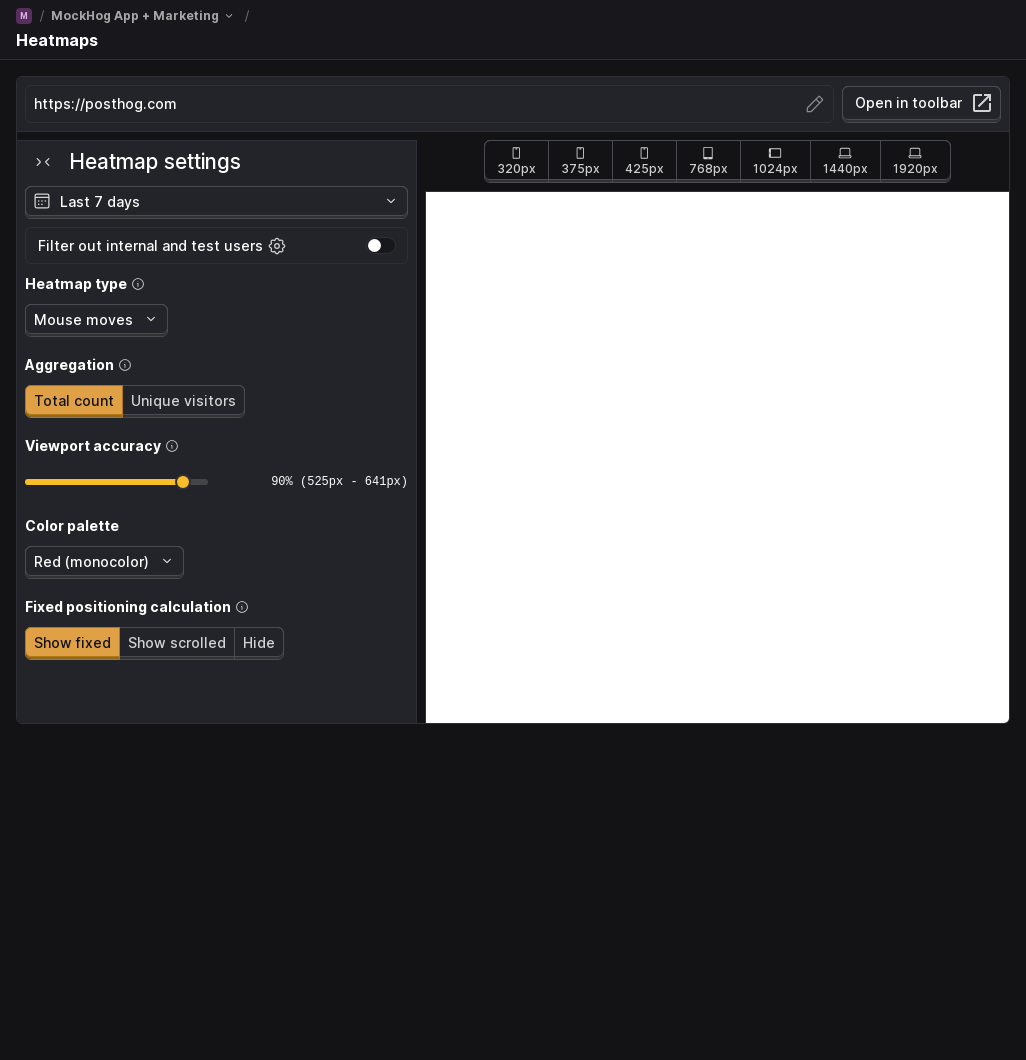 M / MockHog App + Marketing /
Heatmaps
https://posthog.com
Open in toolbar
Heatmap settings
320px 375px 425px 768px 1024px 1440px 1920px
Last 7 days
Filter out internal and test users
Heatmap type
Mouse moves
Aggregation
Total count Unique visitors
Viewport accuracy
90% (525px - 641px)
Color palette
Red (monocolor)
Fixed positioning calculation
Show fixed Show scrolled Hide